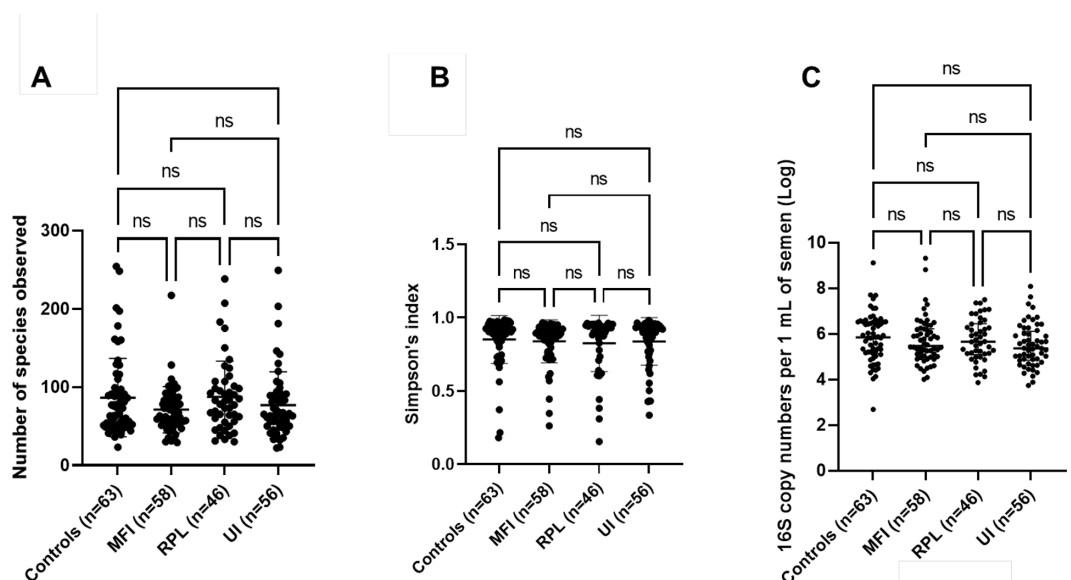 A
ns
ns
ns ns ns
Number of species observed
300
200
100
0
Controls (n=63)
MFI (n=58)
RPL (n=46)
UI (n=56)
B
ns
ns
ns
ns ns ns
Simpson's index
1.5
1.0
0.5
0.0
Controls (n=63)
MFI (n=58)
RPL (n=46)
UI (n=56)
C
ns
ns
ns
ns ns ns
16S copy numbers per 1 mL of semen (Log)
10
8
6
4
2
0
Controls (n=63)
MFI (n=58)
RPL (n=46)
UI (n=56)